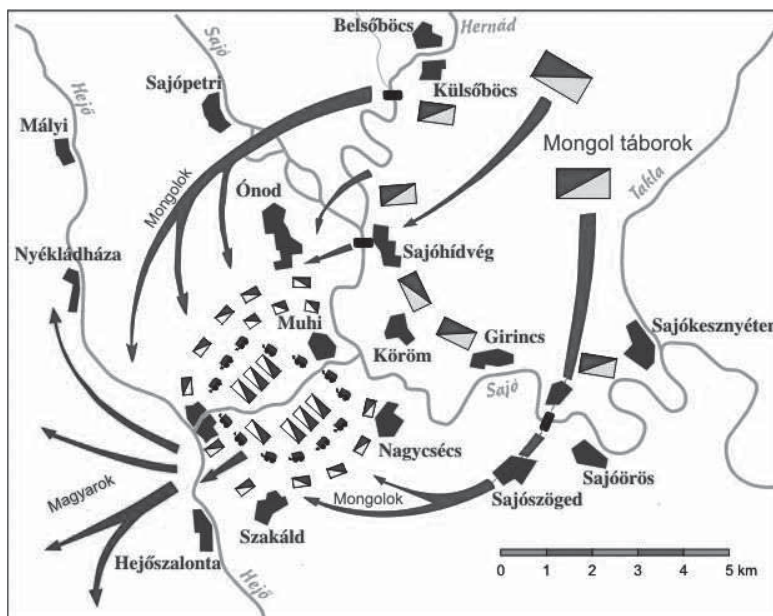 Belsőböcs
Hernád
Sajó
Hejő
Sajópetri
Külsőböcs
Mályi
Mongol táborok
Takla
Mongolok
Ónod
Nyékládháza
Sajóhídvég
Muhi
Köröm
Girincs
Sajókesznyéten
Sajó
Nagycsécs
Sajóörös
Magyarok
Mongolok
Sajószöged
Szakáld
Hejőszalonta
Hejő
0 1 2 3 4 5 km